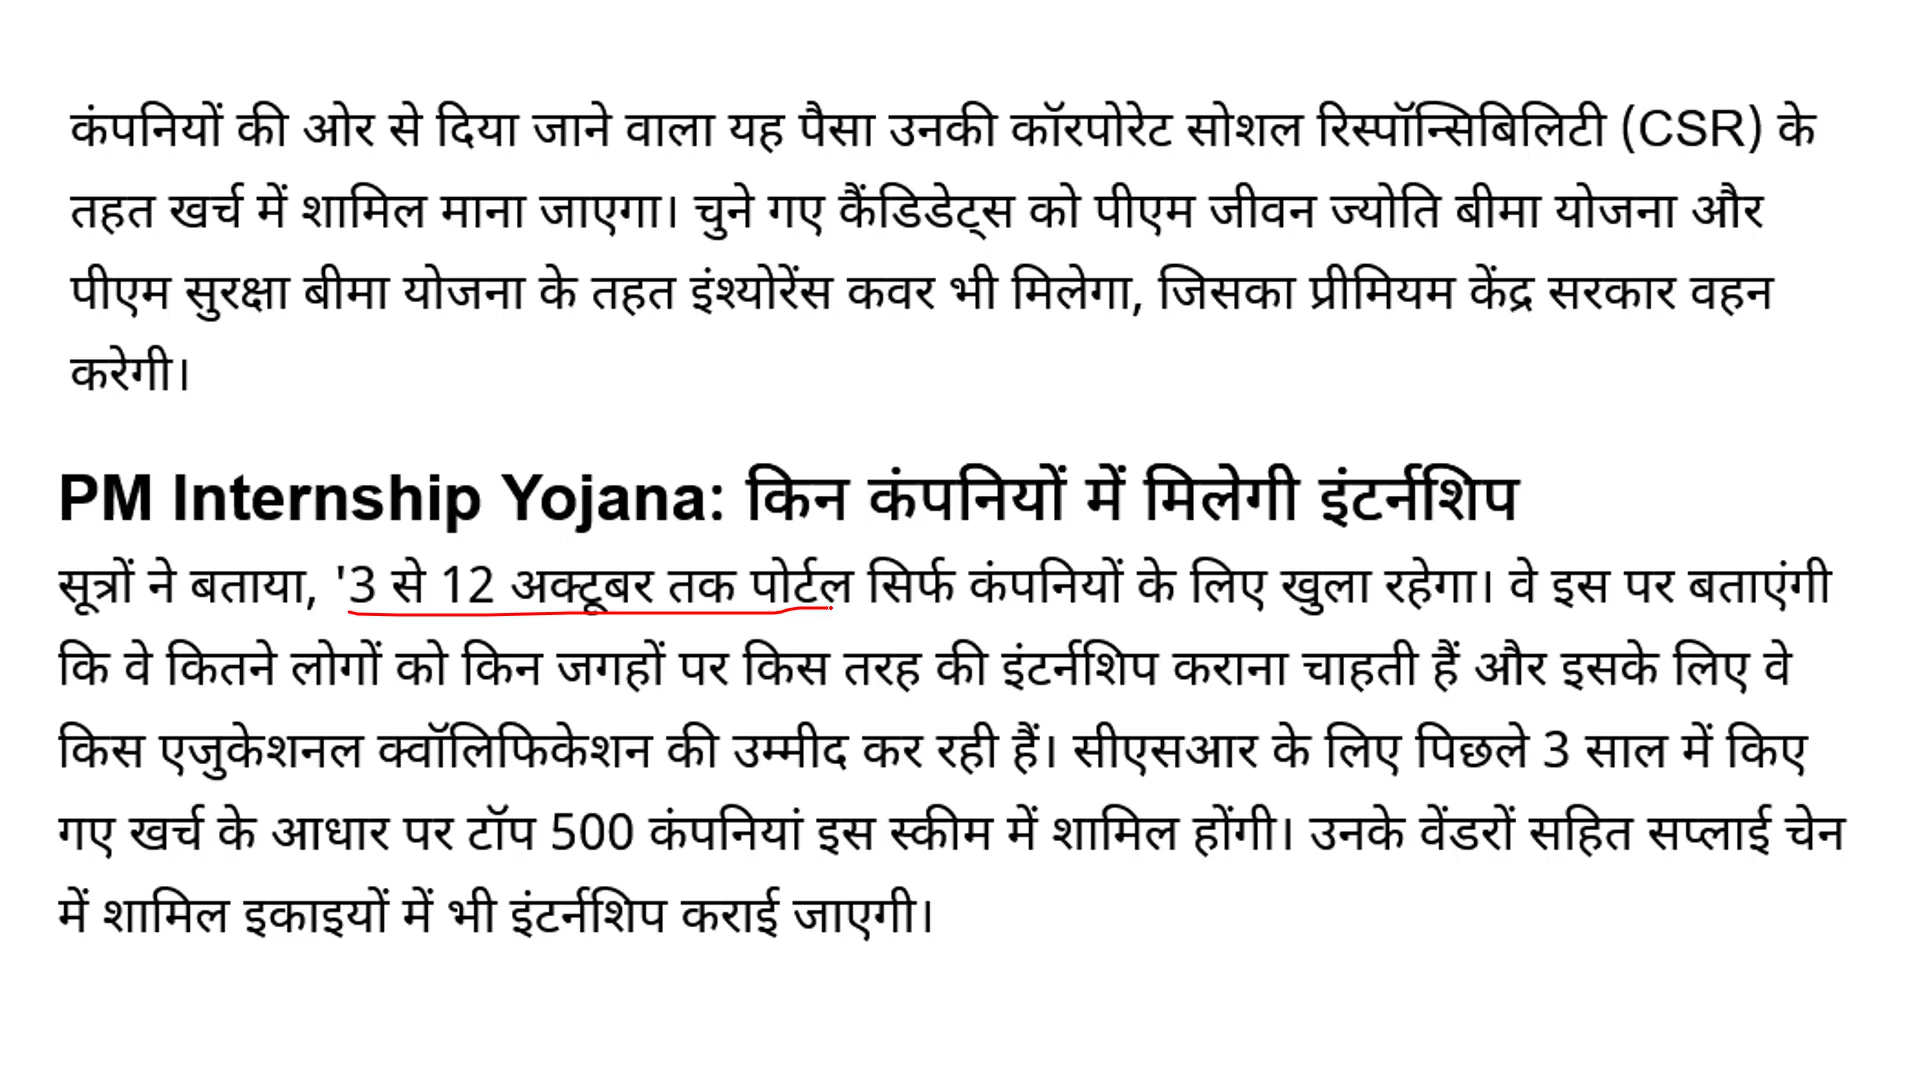 कंपनियों की ओर से दिया जाने वाला यह पैसा उनकी कॉरपोरेट सोशल रिस्पॉन्सिबिलिटी (CSR) के
तहत खर्च में शामिल माना जाएगा। चुने गए कैंडिडेट्स को पीएम जीवन ज्योति बीमा योजना और
पीएम सुरक्षा बीमा योजना के तहत इंश्योरेंस कवर भी मिलेगा, जिसका प्रीमियम केंद्र सरकार वहन
करेगी।
PM Internship Yojana: किन कंपनियों में मिलेगी इंटर्नशिप
सूत्रों ने बताया, '3 से 12 अक्टूबर तक पोर्टल सिर्फ कंपनियों के लिए खुला रहेगा। वे इस पर बताएंगी
कि वे कितने लोगों को किन जगहों पर किस तरह की इंटर्नशिप कराना चाहती हैं और इसके लिए वे
किस एजुकेशनल क्वॉलिफिकेशन की उम्मीद कर रही हैं। सीएसआर के लिए पिछले 3 साल में किए
गए खर्च के आधार पर टॉप 500 कंपनियां इस स्कीम में शामिल होंगी। उनके वेंडरों सहित सप्लाई चेन
में शामिल इकाइयों में भी इंटर्नशिप कराई जाएगी।